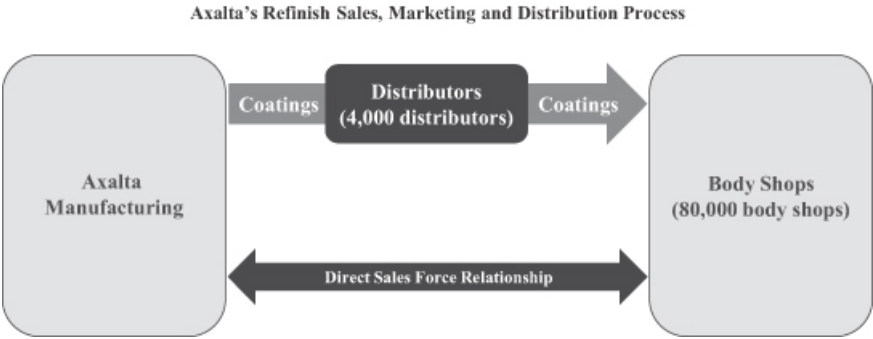 Axalta's Refinish Sales, Marketing and Distribution Process
Coatings
Distributors
(4,000 distributors)
Coatings
Axalta
Manufacturing
Body Shops
(80,000 body shops)
Direct Sales Force Relationship